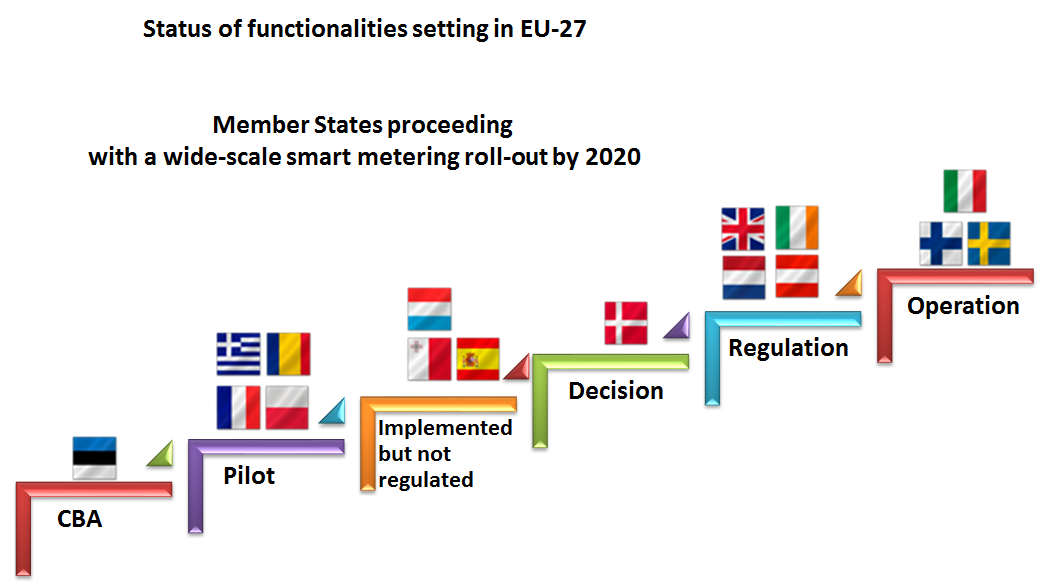 Status of functionalities setting in EU-27
Member States proceeding
with a wide-scale smart metering roll-out by 2020
Operation
Regulation
Decision
Implemented
but not
regulated
Pilot
CBA